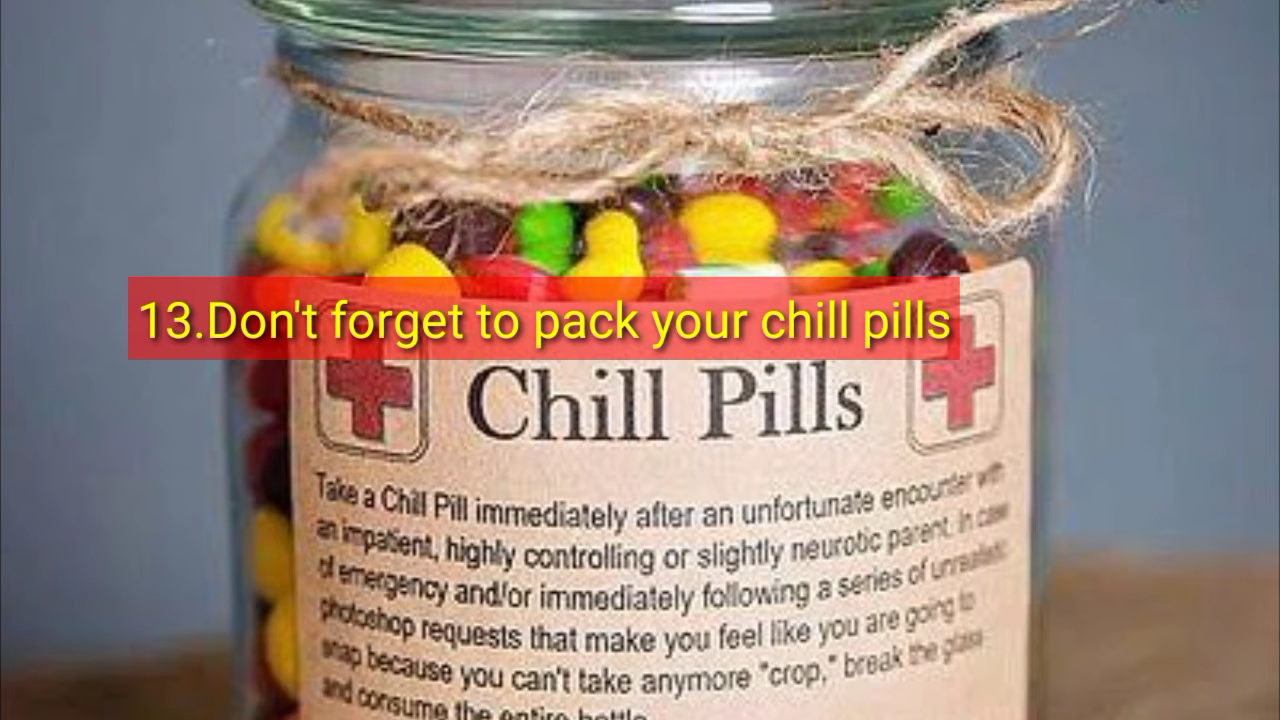 13.Don't forget to pack your chill pills
Chill Pills
Take a Chill Pill immediately after an unfortunate encounter with
an impatient, highly controlling or slightly neurotic parent. In case
of emergency and/or immediately following a series of unrealistic
photoshop requests that make you feel like you are going to
snap because you can't take anymore "crop," break the glass
and consume the entire bottle.